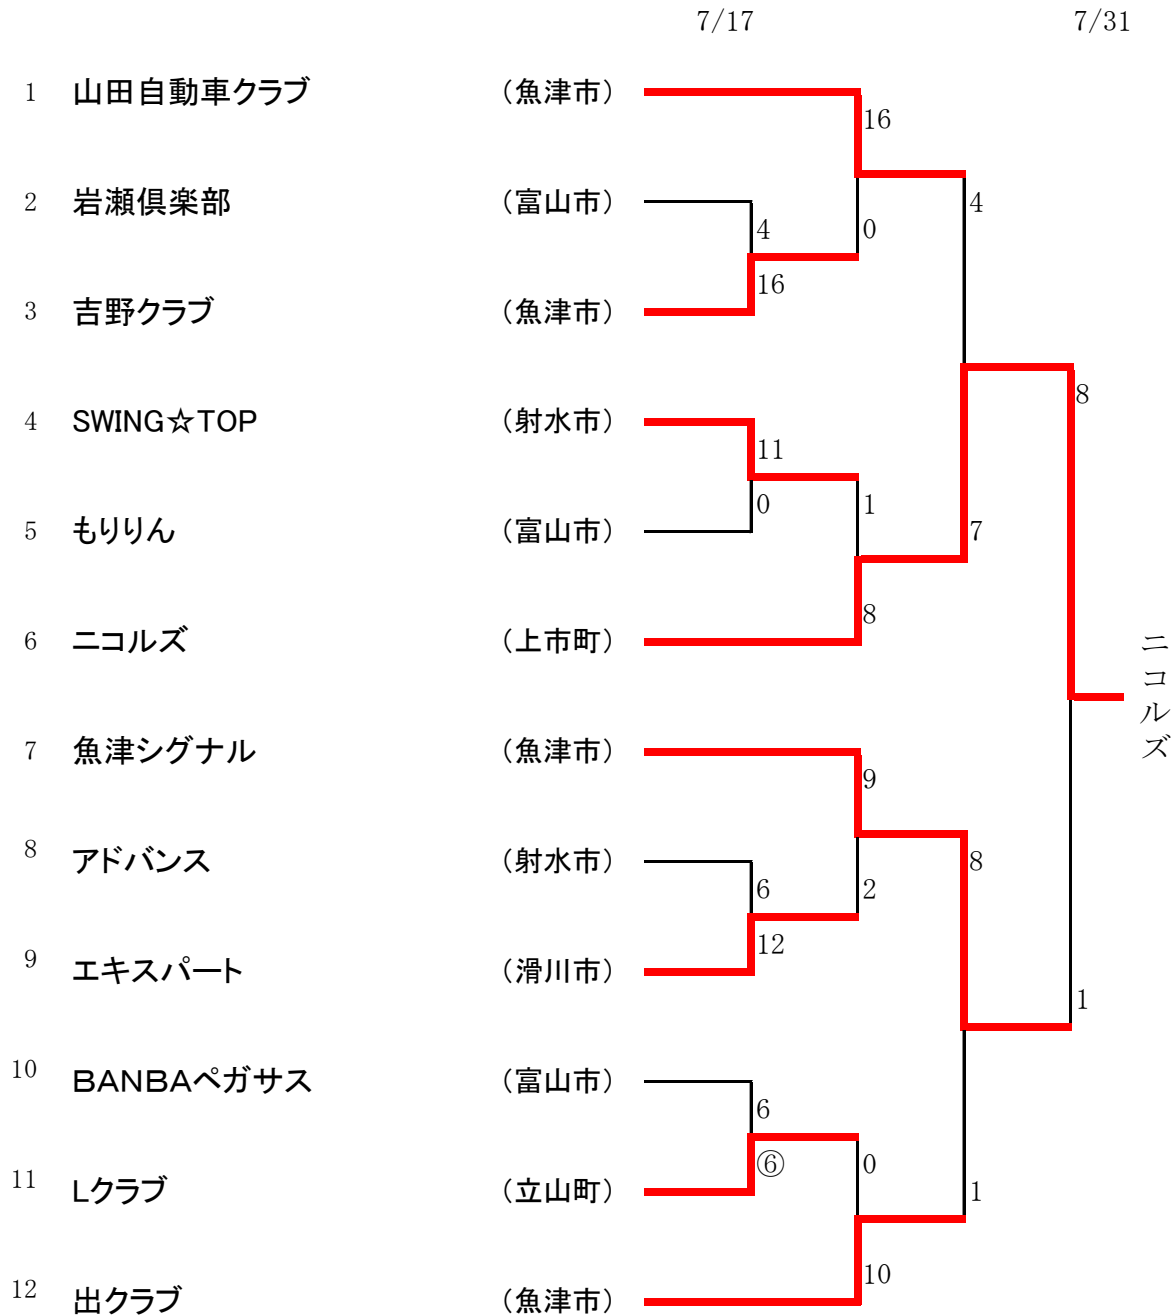 7/17 7/31
1 山田自動車クラブ （魚津市）
16
2 岩瀬倶楽部 （富山市） 4
4 0
16
3 吉野クラブ （魚津市）
8
4 SWING☆TOP （射水市）
11
0 1
5 もりりん （富山市） 7
8
6 ニコルズ （上市町）
ニコルズ
7 魚津シグナル （魚津市）
9
8 アドバンス （射水市） 8
6 2
12
9 エキスパート （滑川市）
1
10 BANBAペガサス （富山市）
6
⑥ 0
11 Lクラブ （立山町） 1
10
12 出クラブ （魚津市）